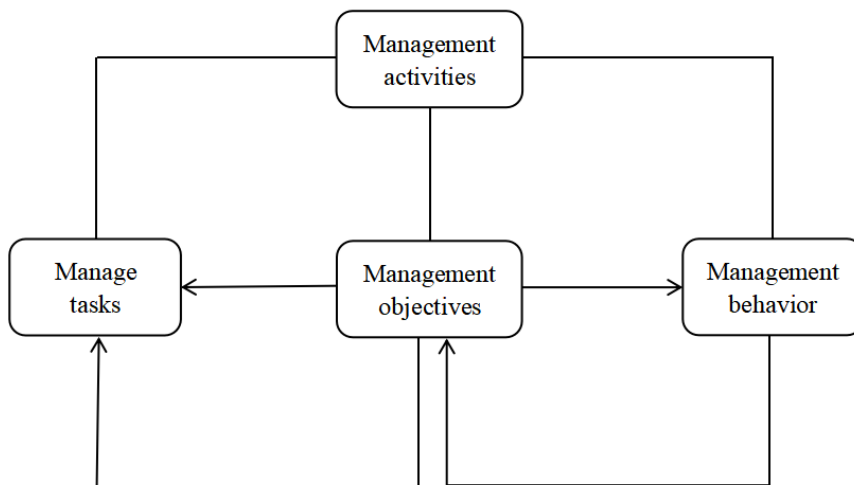 Management
activities
Manage
tasks
Management
objectives
Management
behavior